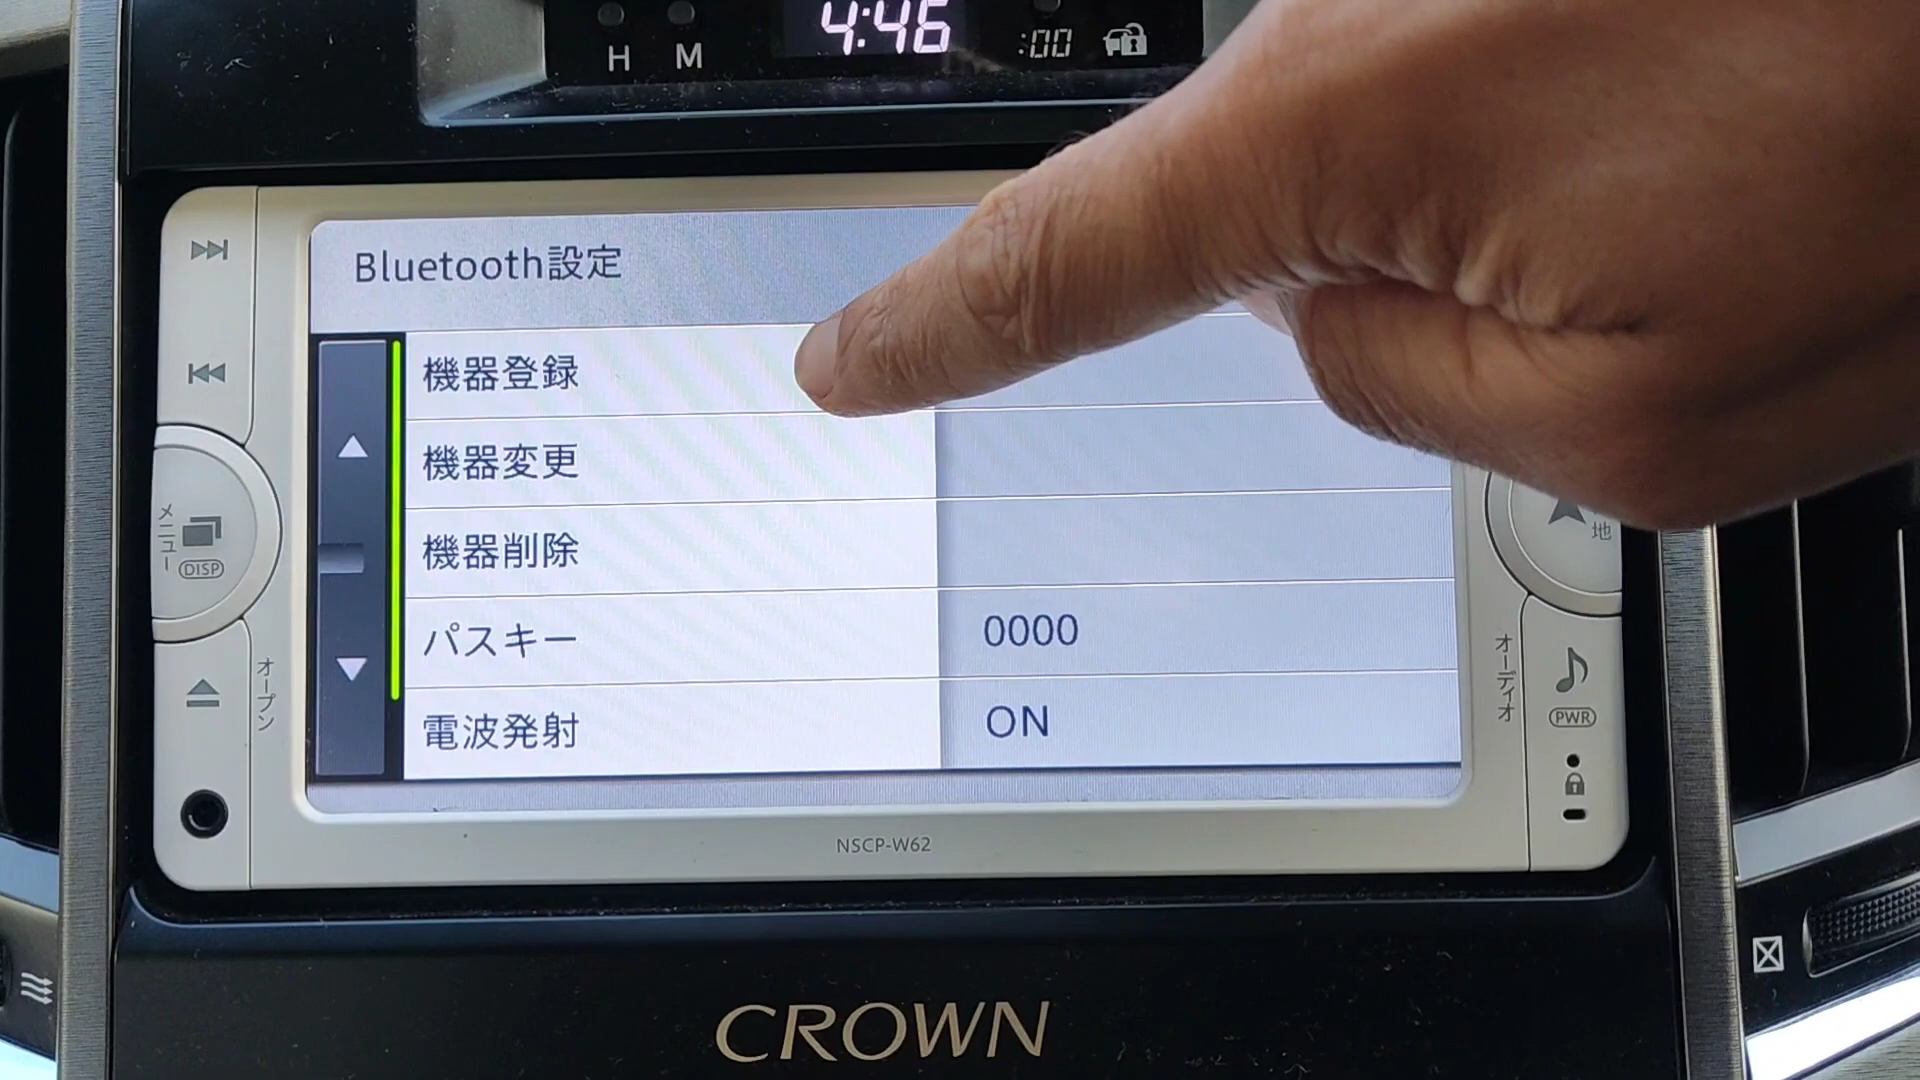 H M 4:46 :00
Bluetooth設定
機器登録
機器変更
機器削除
パスキー 0000
電波発射 ON
メニュー
DISP
オープン
地
オーディオ
PWR
NSCP-W62
CROWN